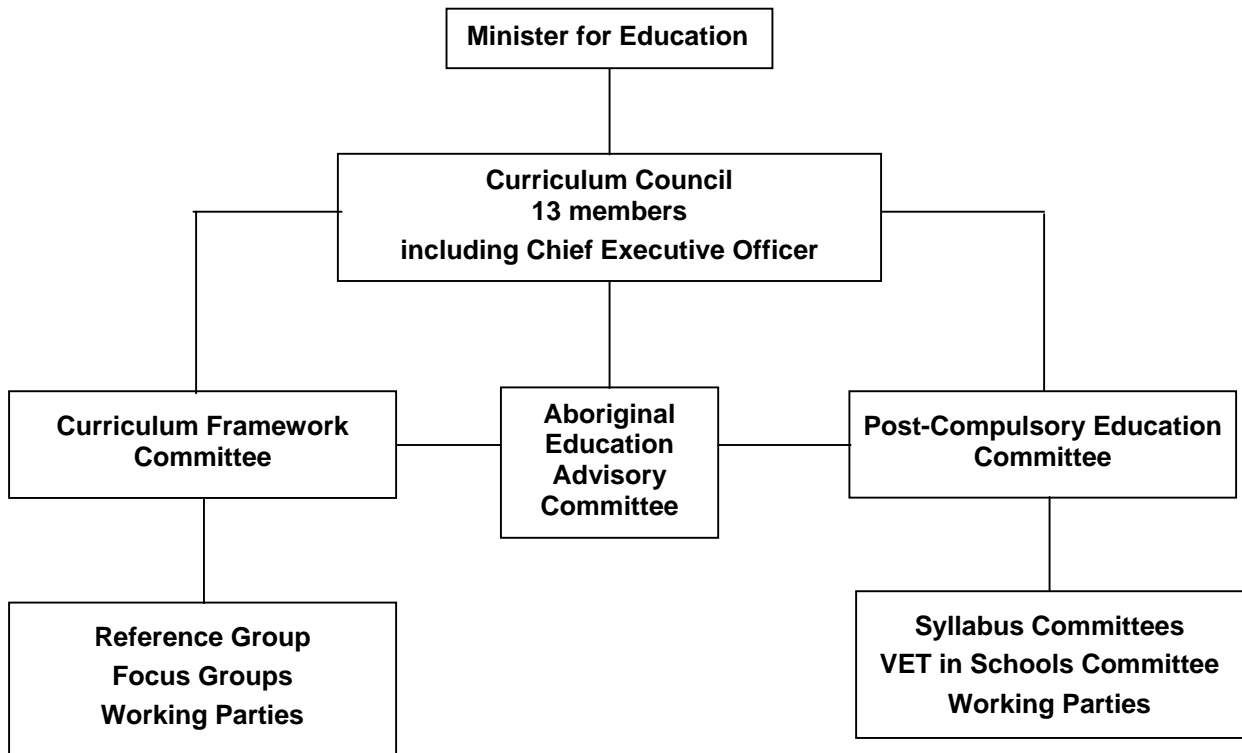 Minister for Education
Curriculum Council
13 members
including Chief Executive Officer
Curriculum Framework
Committee
Aboriginal
Education
Advisory
Committee
Post-Compulsory Education
Committee
Reference Group
Focus Groups
Working Parties
Syllabus Committees
VET in Schools Committee
Working Parties